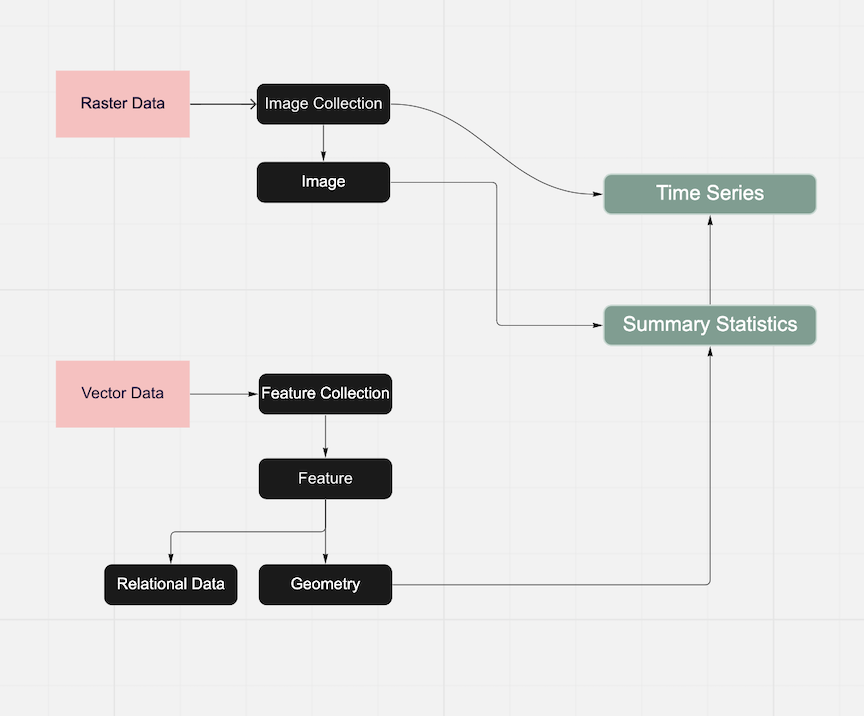 Raster Data
Image Collection
Image
Time Series
Summary Statistics
Vector Data
Feature Collection
Feature
Relational Data
Geometry